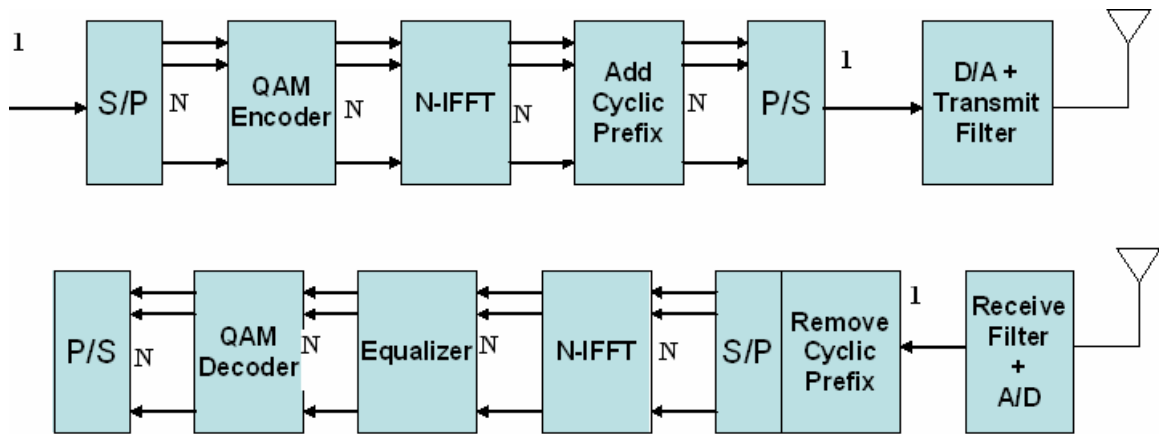 1
S/P
N
QAM
Encoder
N
N-IFFT
N
Add
Cyclic
Prefix
N
P/S
1
D/A +
Transmit
Filter
P/S
N
QAM
Decoder
N
Equalizer
N
N-IFFT
N
S/P
Remove
Cyclic
Prefix
1
Receive
Filter
+
A/D